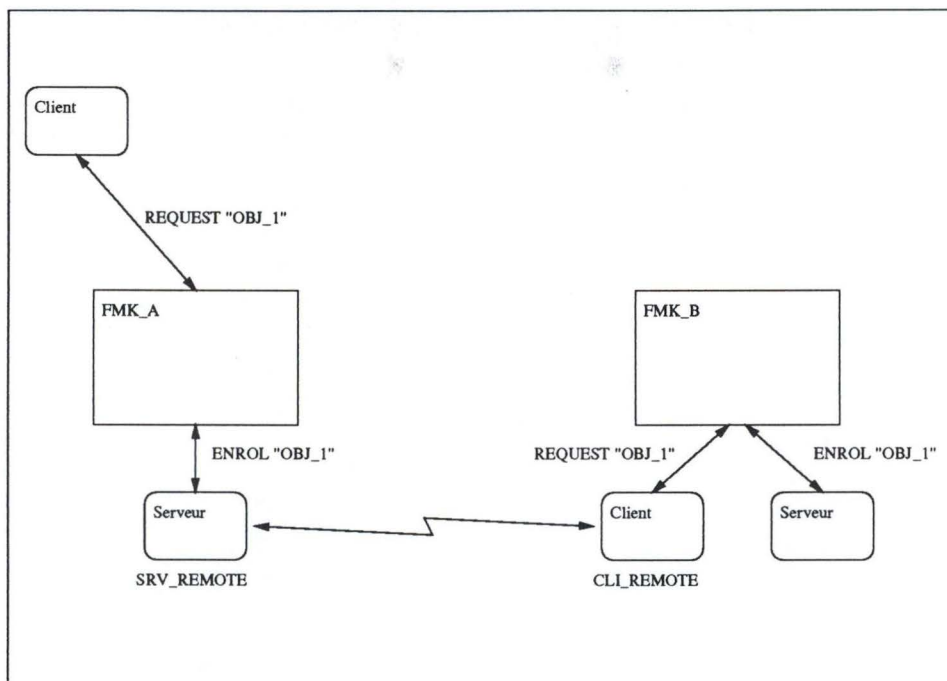 Client
REQUEST "OBJ_1"
FMK_A
FMK_B
ENROL "OBJ_1"
REQUEST "OBJ_1"
ENROL "OBJ_1"
Serveur
Client
Serveur
SRV_REMOTE
CLI_REMOTE